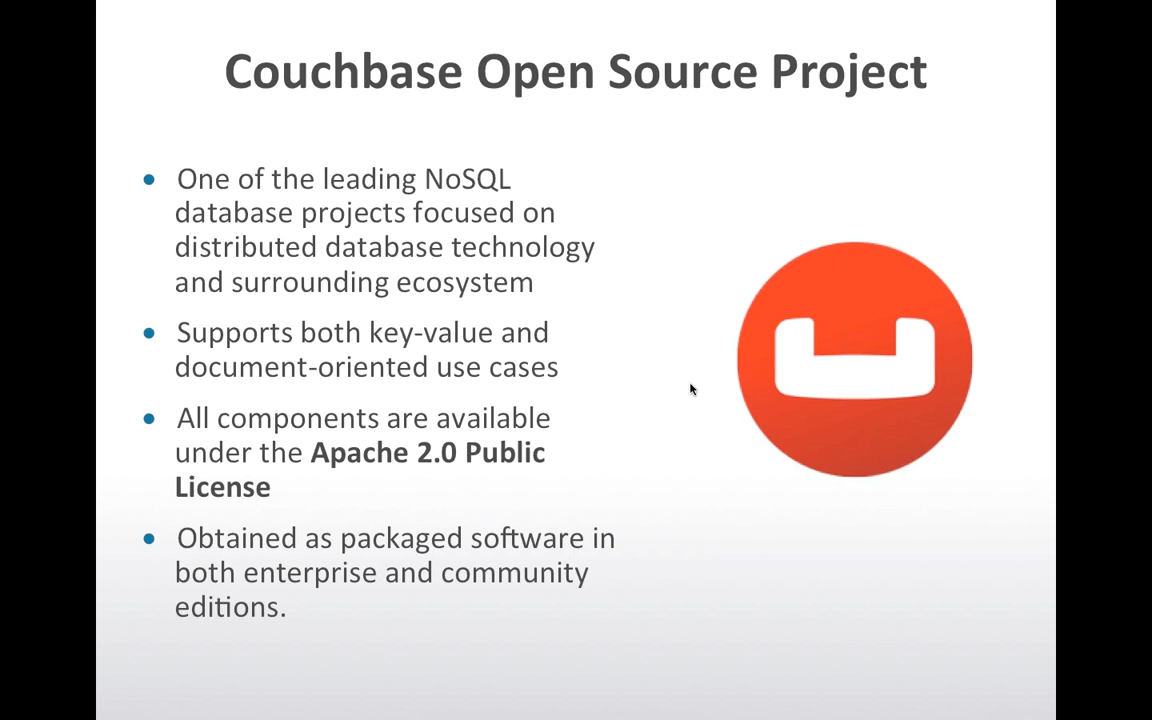 Couchbase Open Source Project
• One of the leading NoSQL
database projects focused on
distributed database technology
and surrounding ecosystem
• Supports both key-value and
document-oriented use cases
• All components are available
under the Apache 2.0 Public
License
• Obtained as packaged software in
both enterprise and community
editions.